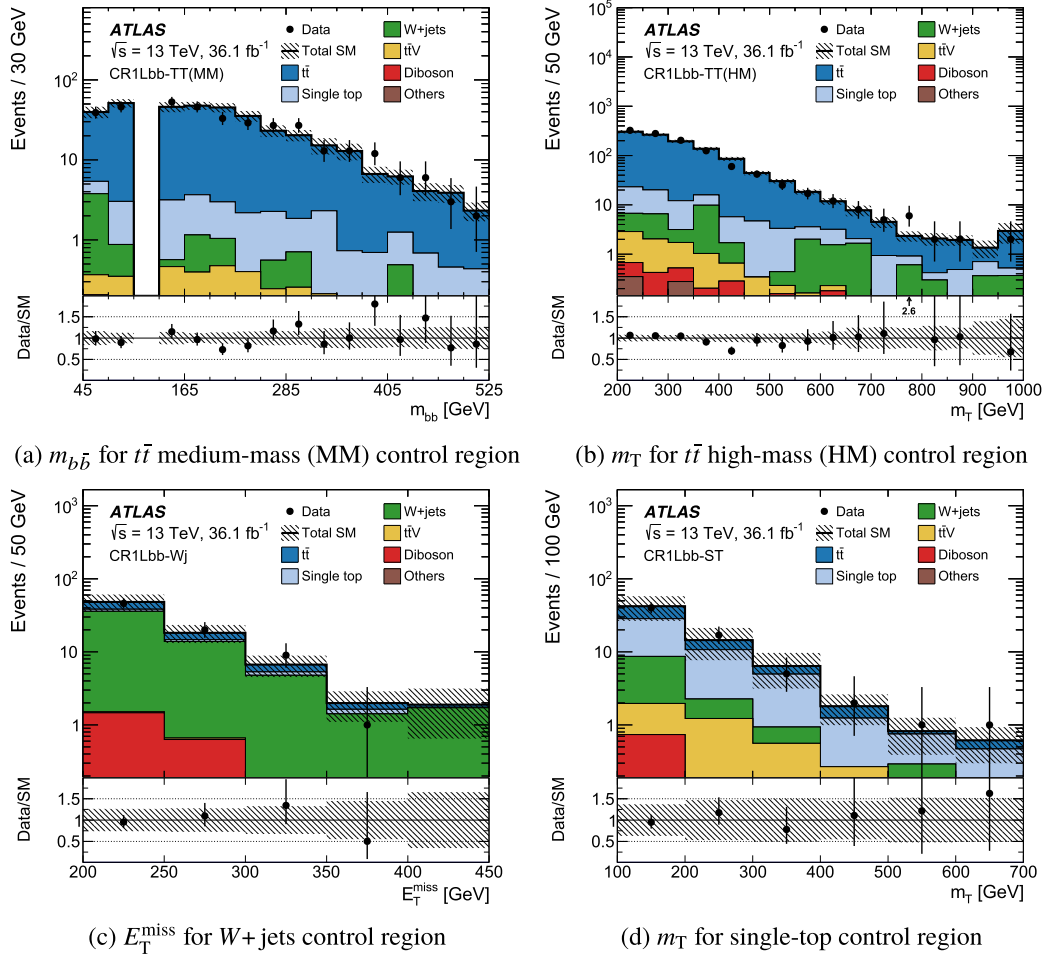 Events / 30 GeV
10²
10
1
ATLAS
√s = 13 TeV, 36.1 fb⁻¹
CR1Lbb-TT(MM)
Data
Total SM
tt̄
Single top
W+jets
tt̄V
Diboson
Others
Data/SM
1.5
1
0.5
45 165 285 405 525
m_bb [GeV]
(a) m_bb̄ for tt̄ medium-mass (MM) control region
Events / 50 GeV
10⁵
10⁴
10³
10²
10
1
ATLAS
√s = 13 TeV, 36.1 fb⁻¹
CR1Lbb-TT(HM)
Data
Total SM
tt̄
Single top
W+jets
tt̄V
Diboson
Others
Data/SM
1.5
1
0.5
2.6
200 300 400 500 600 700 800 900 1000
m_T [GeV]
(b) m_T for tt̄ high-mass (HM) control region
Events / 50 GeV
10³
10²
10
1
ATLAS
√s = 13 TeV, 36.1 fb⁻¹
CR1Lbb-Wj
Data
Total SM
tt̄
Single top
W+jets
tt̄V
Diboson
Others
Data/SM
1.5
1
0.5
200 250 300 350 400 450
E_T^miss [GeV]
(c) E_T^miss for W+jets control region
Events / 100 GeV
10³
10²
10
1
ATLAS
√s = 13 TeV, 36.1 fb⁻¹
CR1Lbb-ST
Data
Total SM
tt̄
Single top
W+jets
tt̄V
Diboson
Others
Data/SM
1.5
1
0.5
100 200 300 400 500 600 700
m_T [GeV]
(d) m_T for single-top control region